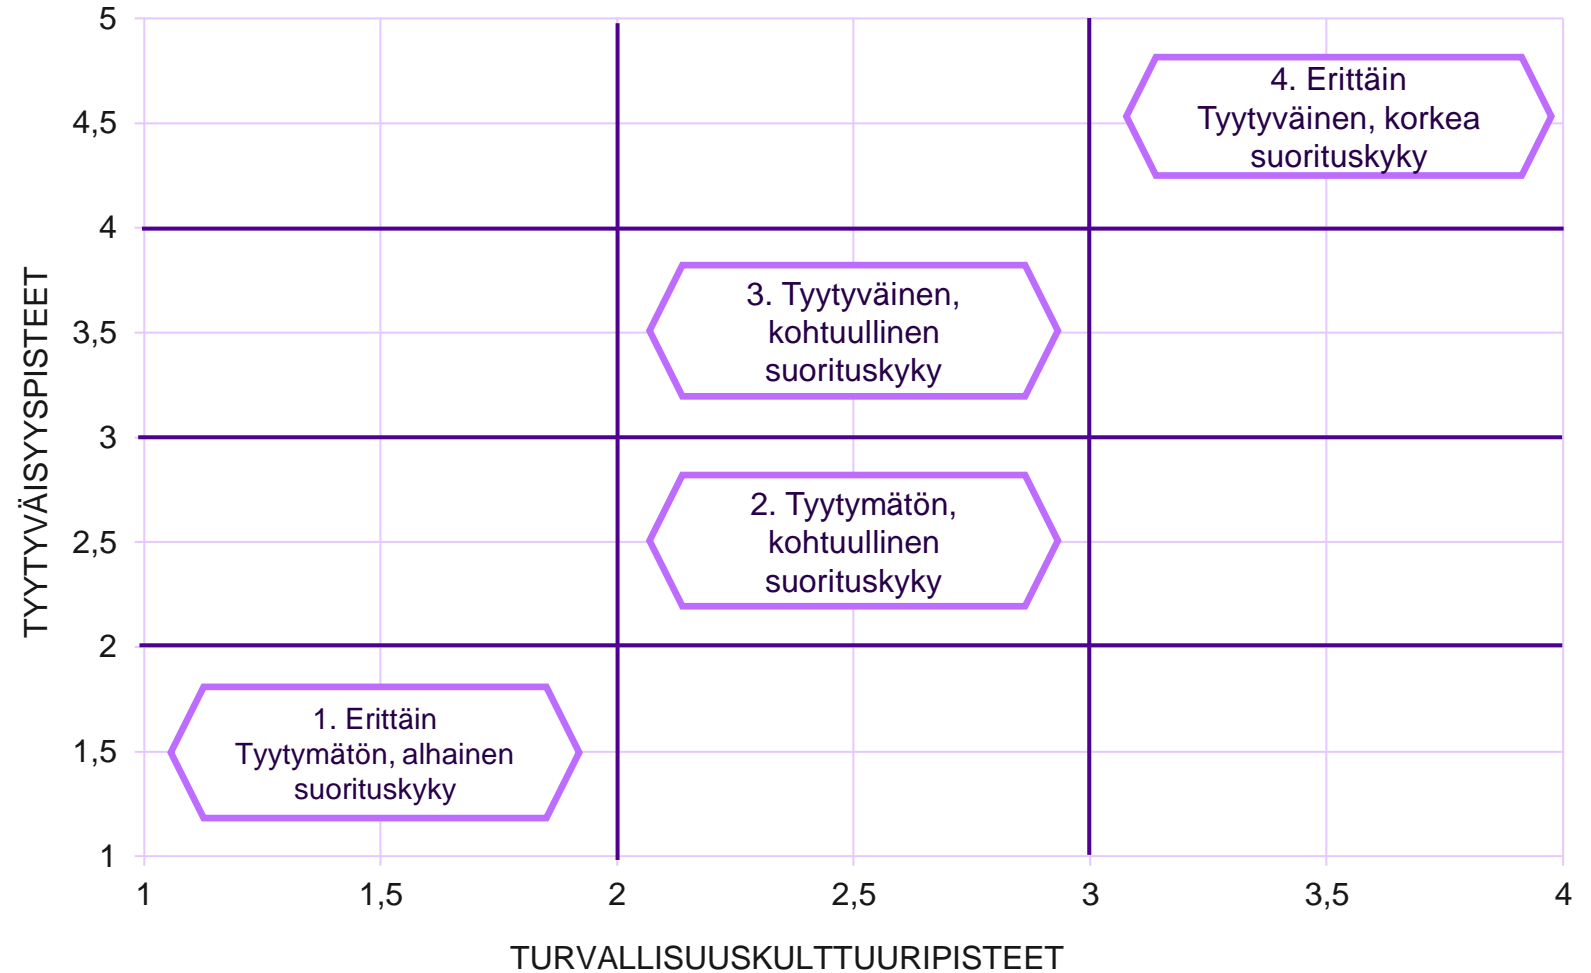 5
4,5
4
3,5
3
2,5
2
1,5
1
TYYTYVÄISYYSPISTEET
4. Erittäin
Tyytyväinen, korkea
suorituskyky
3. Tyytyväinen,
kohtuullinen
suorituskyky
2. Tyytymätön,
kohtuullinen
suorituskyky
1. Erittäin
Tyytymätön, alhainen
suorituskyky
1 1,5 2 2,5 3 3,5 4
TURVALLISUUSKULTTUURIPISTEET